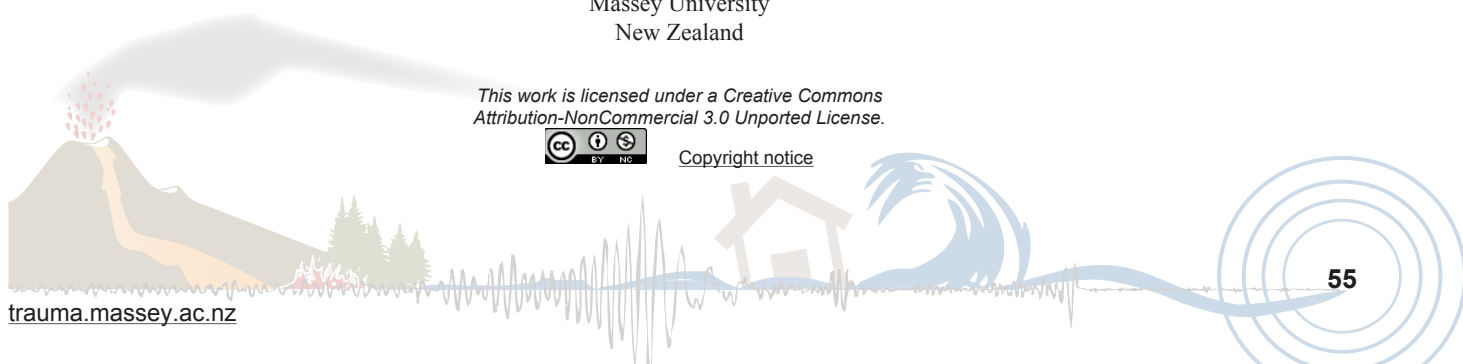 Massey University
New Zealand
This work is licensed under a Creative Commons
Attribution-NonCommercial 3.0 Unported License.
cc
BY NC
Copyright notice
55
trauma.massey.ac.nz